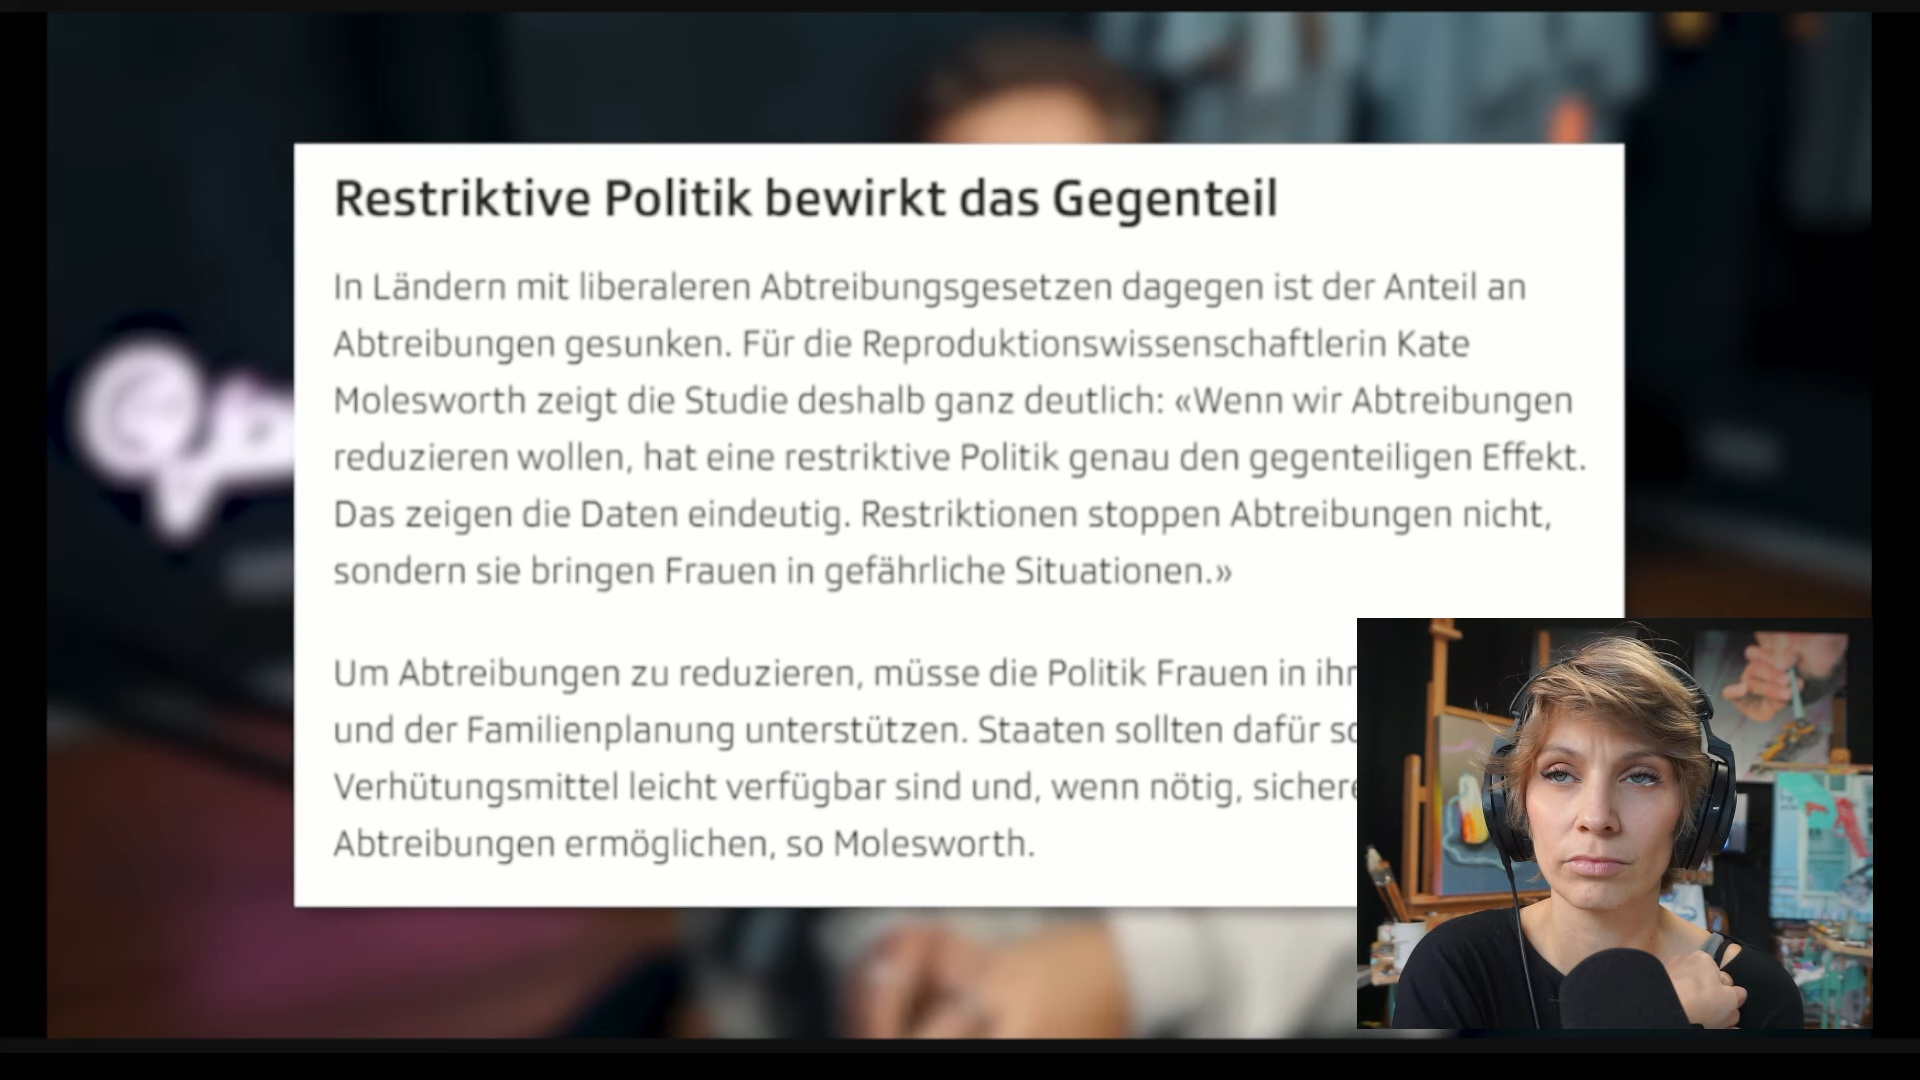 Restriktive Politik bewirkt das Gegenteil
In Ländern mit liberaleren Abtreibungsgesetzen dagegen ist der Anteil an
Abtreibungen gesunken. Für die Reproduktionswissenschaftlerin Kate
Molesworth zeigt die Studie deshalb ganz deutlich: «Wenn wir Abtreibungen
reduzieren wollen, hat eine restriktive Politik genau den gegenteiligen Effekt.
Das zeigen die Daten eindeutig. Restriktionen stoppen Abtreibungen nicht,
sondern sie bringen Frauen in gefährliche Situationen.»
Um Abtreibungen zu reduzieren, müsse die Politik Frauen in
und der Familienplanung unterstützen. Staaten sollten dafür
Verhütungsmittel leicht verfügbar sind und, wenn nötig,
Abtreibungen ermöglichen, so Molesworth.